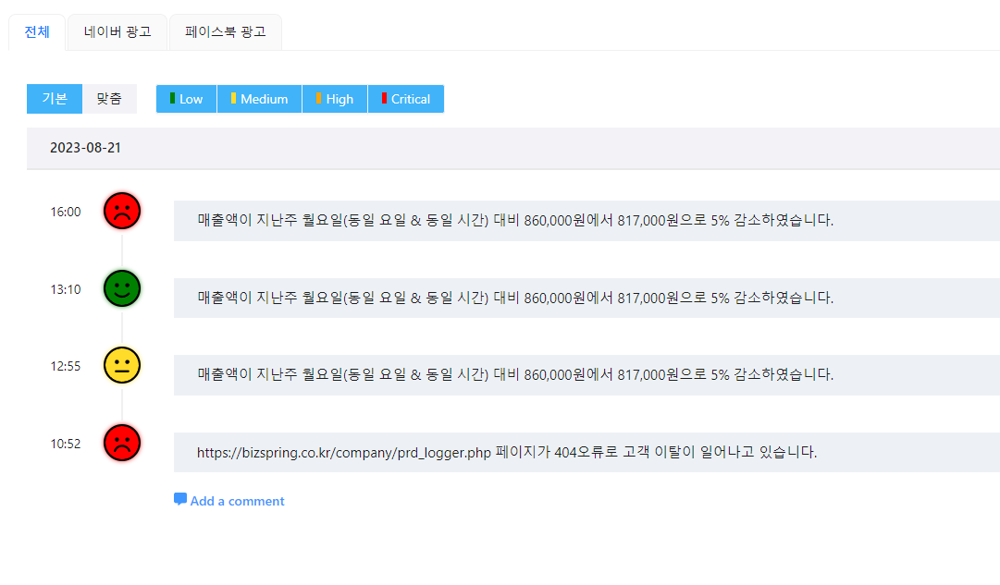 전체 네이버 광고 페이스북 광고
기본 맞춤 Low Medium High Critical
2023-08-21
16:00 매출액이 지난주 월요일(동일 요일 & 동일 시간) 대비 860,000원에서 817,000원으로 5% 감소하였습니다.
13:10 매출액이 지난주 월요일(동일 요일 & 동일 시간) 대비 860,000원에서 817,000원으로 5% 감소하였습니다.
12:55 매출액이 지난주 월요일(동일 요일 & 동일 시간) 대비 860,000원에서 817,000원으로 5% 감소하였습니다.
10:52 https://bizspring.co.kr/company/prd_logger.php 페이지가 404오류로 고객 이탈이 일어나고 있습니다.
Add a comment